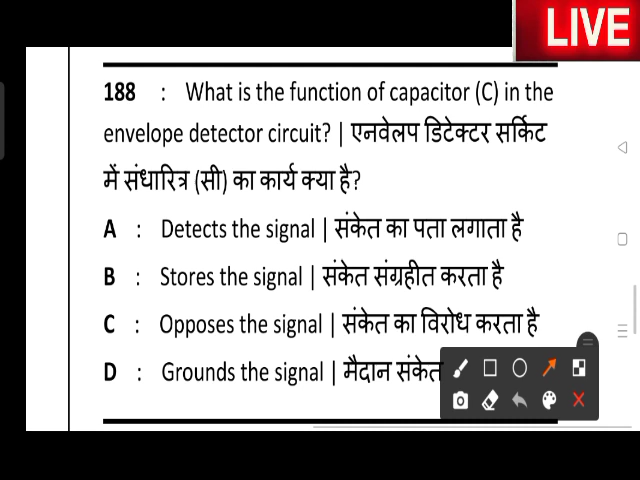 LIVE
188 : What is the function of capacitor (C) in the
envelope detector circuit? | एनवेलप डिटेक्टर सर्किट
में संधारित्र (सी) का कार्य क्या है?
A : Detects the signal | संकेत का पता लगाता है
B : Stores the signal | संकेत संग्रहीत करता है
C : Opposes the signal | संकेत का विरोध करता है
D : Grounds the signal | मैदान संकेत